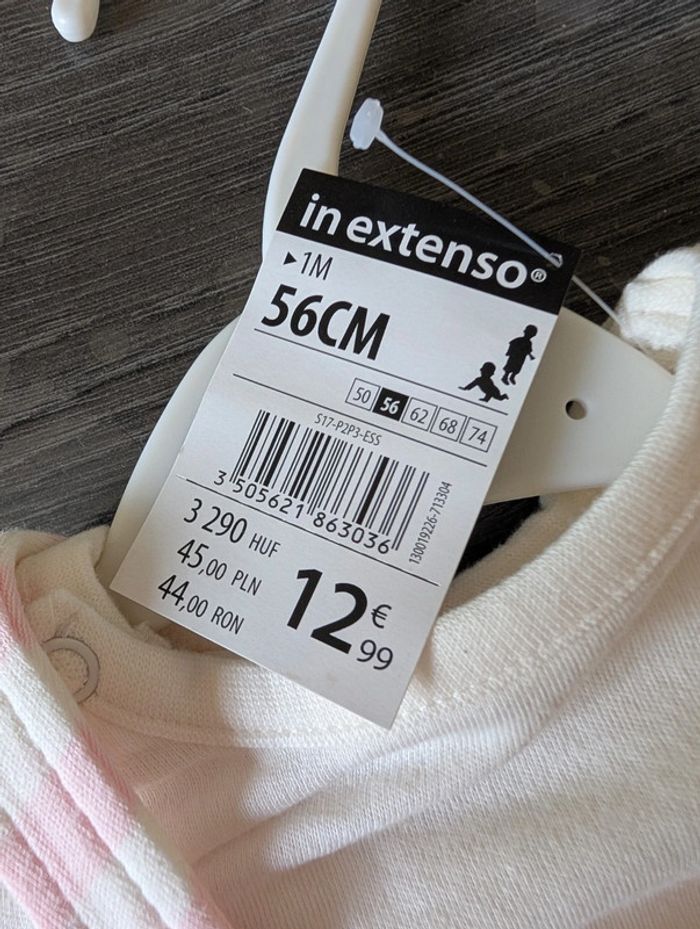 in extenso®
▶1M
56CM
50 56 62 68 74
S17-P2P3-ESS
3 505621 863036
130019226-713304
3 290 HUF
45,00 PLN
44,00 RON
12€99